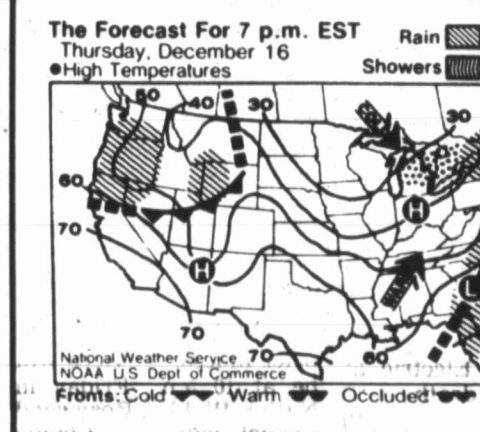 The Forecast For 7 p.m. EST
Thursday, December 16
●High Temperatures
Rain
Showers
50 40 30 30
60
70
H
H
L
70
70
60
National Weather Service
NOAA U S Dept of Commerce
Fronts: Cold Warm Occluded